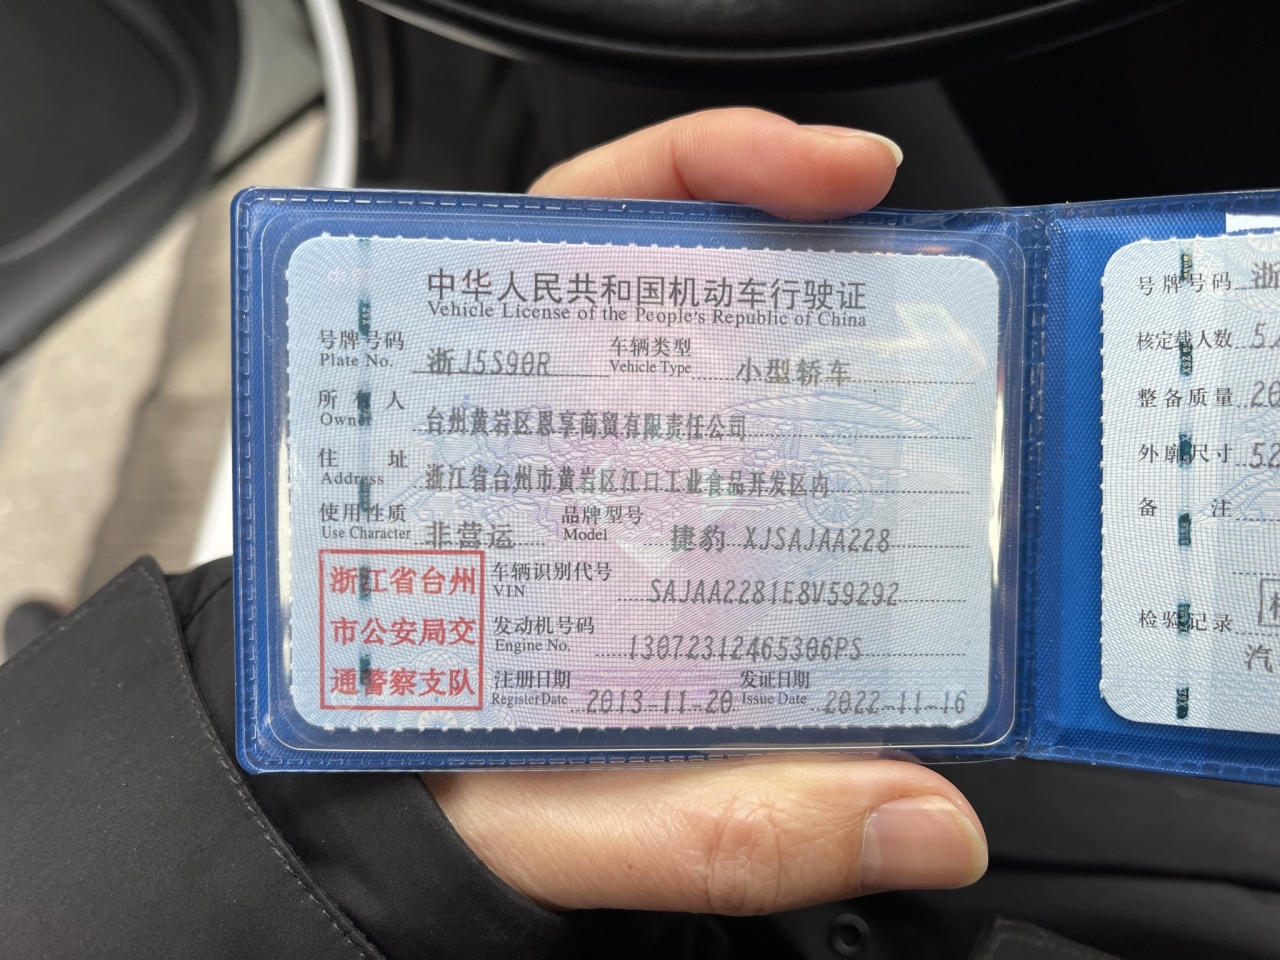 中华人民共和国机动车行驶证
Vehicle License of the People's Republic of China
号牌号码 浙J5S90R 车辆类型 小型轿车
Plate No. Vehicle Type
所有人 台州黄岩区恩享商贸有限责任公司
Owner
住址 浙江省台州市黄岩区江口工业食品开发区内
Address
使用性质 非营运 品牌型号 捷豹 XJSAJAA228
Use Character Model
浙江省台州
市公安局交
通警察支队
车辆识别代号 SAJAA2281E8V59292
VIN
发动机号码 13072312465306PS
Engine No.
注册日期 2013-11-20 发证日期 2022-11-16
Register Date Issue Date
号牌号码 浙
核定载人数
整备质量 20
外廓尺寸 52
备注
检验记录
汽